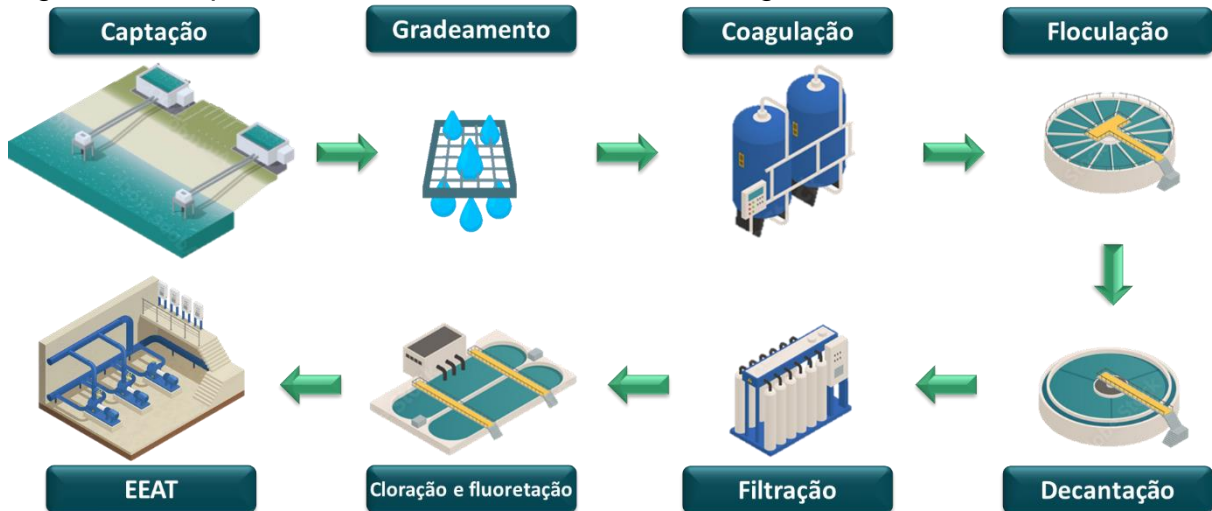 Captação
Gradeamento
Coagulação
Floculação
Decantação
Filtração
Cloração e fluoretação
EEAT